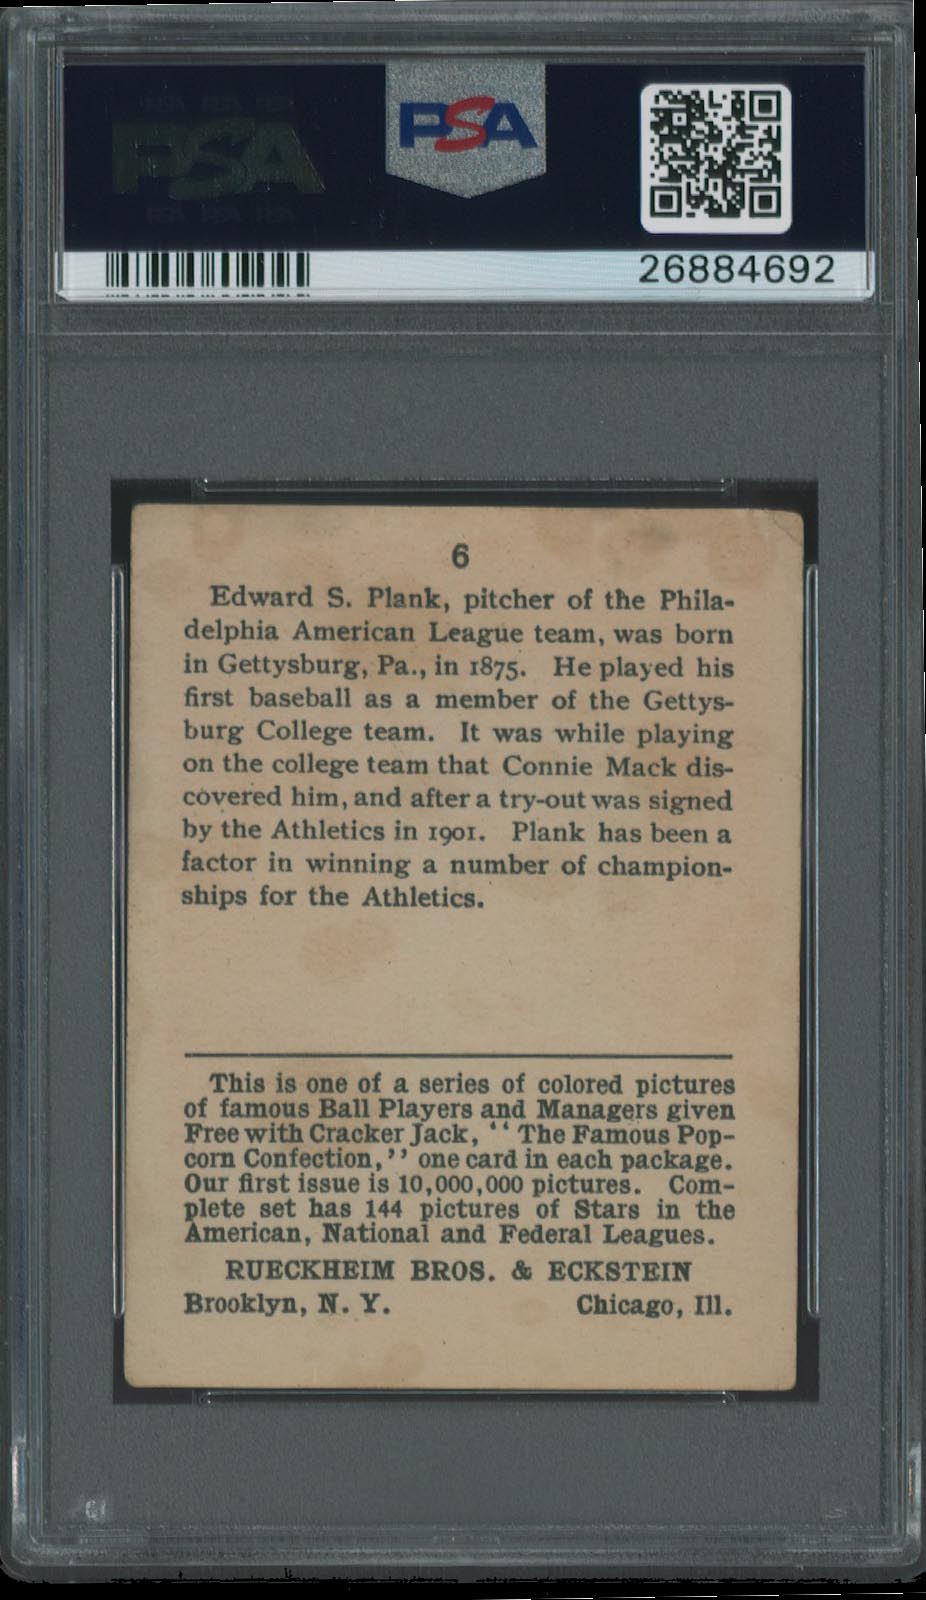 PSA
PSA
26884692
6
Edward S. Plank, pitcher of the Phila-
delphia American League team, was born
in Gettysburg, Pa., in 1875. He played his
first baseball as a member of the Gettys-
burg College team. It was while playing
on the college team that Connie Mack dis-
covered him, and after a try-out was signed
by the Athletics in 1901. Plank has been a
factor in winning a number of champion-
ships for the Athletics.
This is one of a series of colored pictures
of famous Ball Players and Managers given
Free with Cracker Jack, "The Famous Pop-
corn Confection," one card in each package.
Our first issue is 10,000,000 pictures. Com-
plete set has 144 pictures of Stars in the
American, National and Federal Leagues.
RUECKHEIM BROS. & ECKSTEIN
Brooklyn, N. Y. Chicago, Ill.